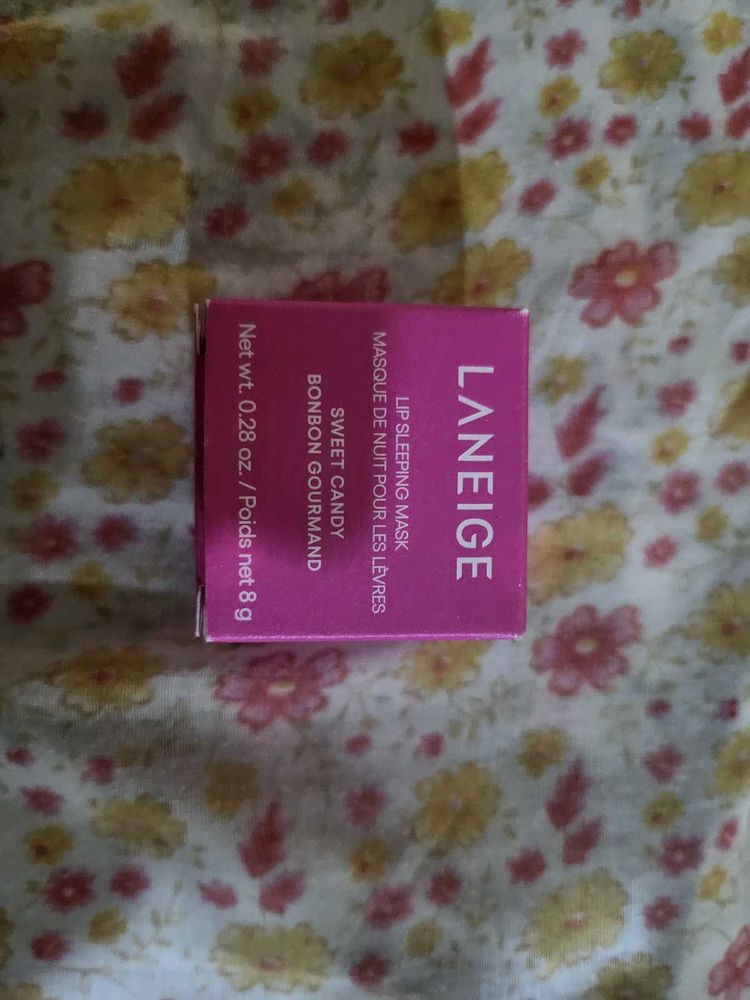 LANEIGE
LIP SLEEPING MASK
MASQUE DE NUIT POUR LES LÈVRES
SWEET CANDY
BONBON GOURMAND
Net wt. 0.28 oz. / Poids net 8 g